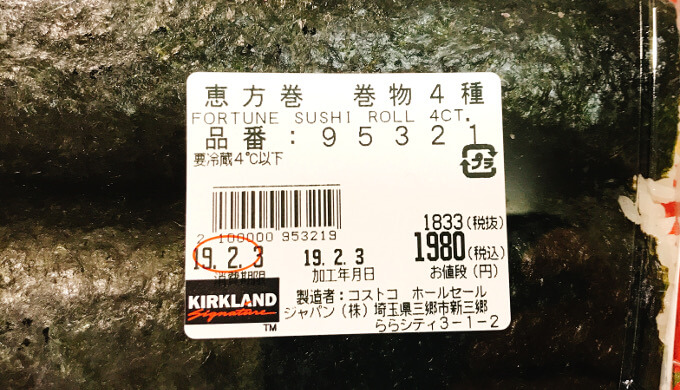 恵方巻 巻物4種
FORTUNE SUSHI ROLL 4CT.
品番:95321
要冷蔵4℃以下
プラ
2 100000 953219
1833(税抜)
19.2.3 19.2.3 1980(税込)
消費期限 加工年月日 お値段(円)
KIRKLAND
Signature
TM
製造者:コストコ ホールセール
ジャパン(株)埼玉県三郷市新三郷
ららシティ3-1-2